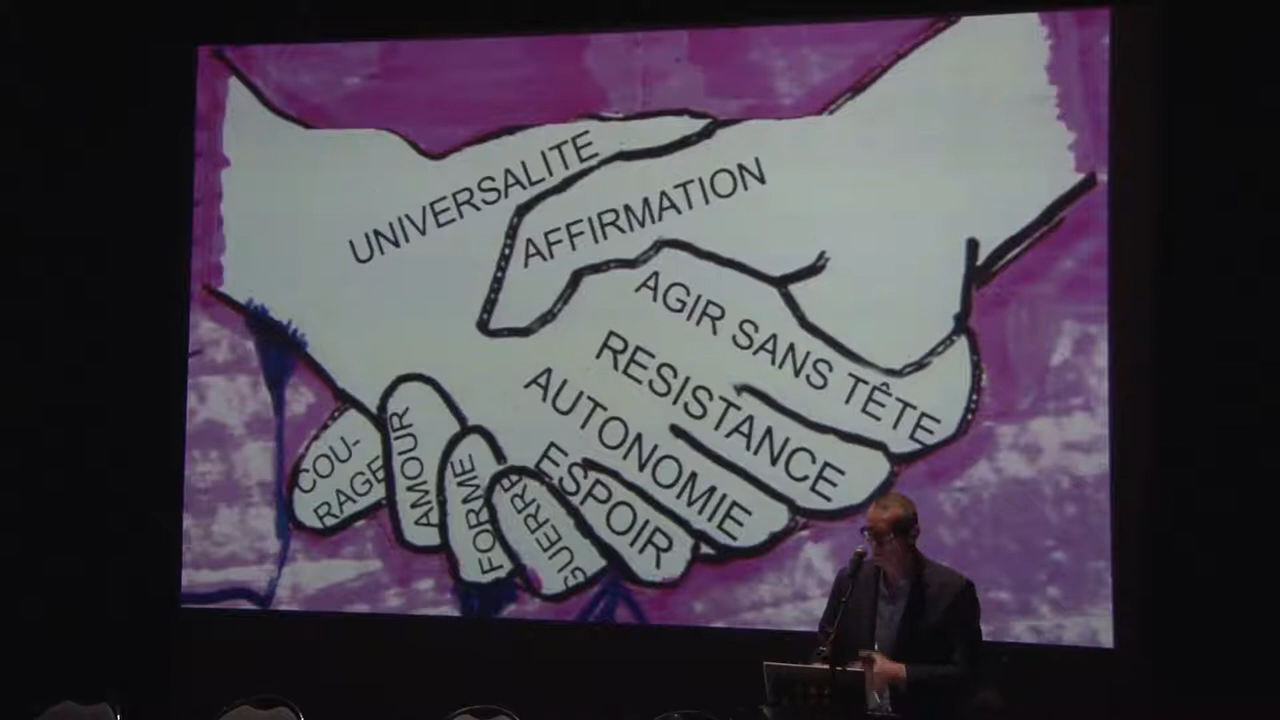 UNIVERSALITE
AFFIRMATION
AGIR SANS TÊTE
RESISTANCE
AUTONOMIE
ESPOIR
COU-
RAGE
AMOUR
FORME
GUERRE